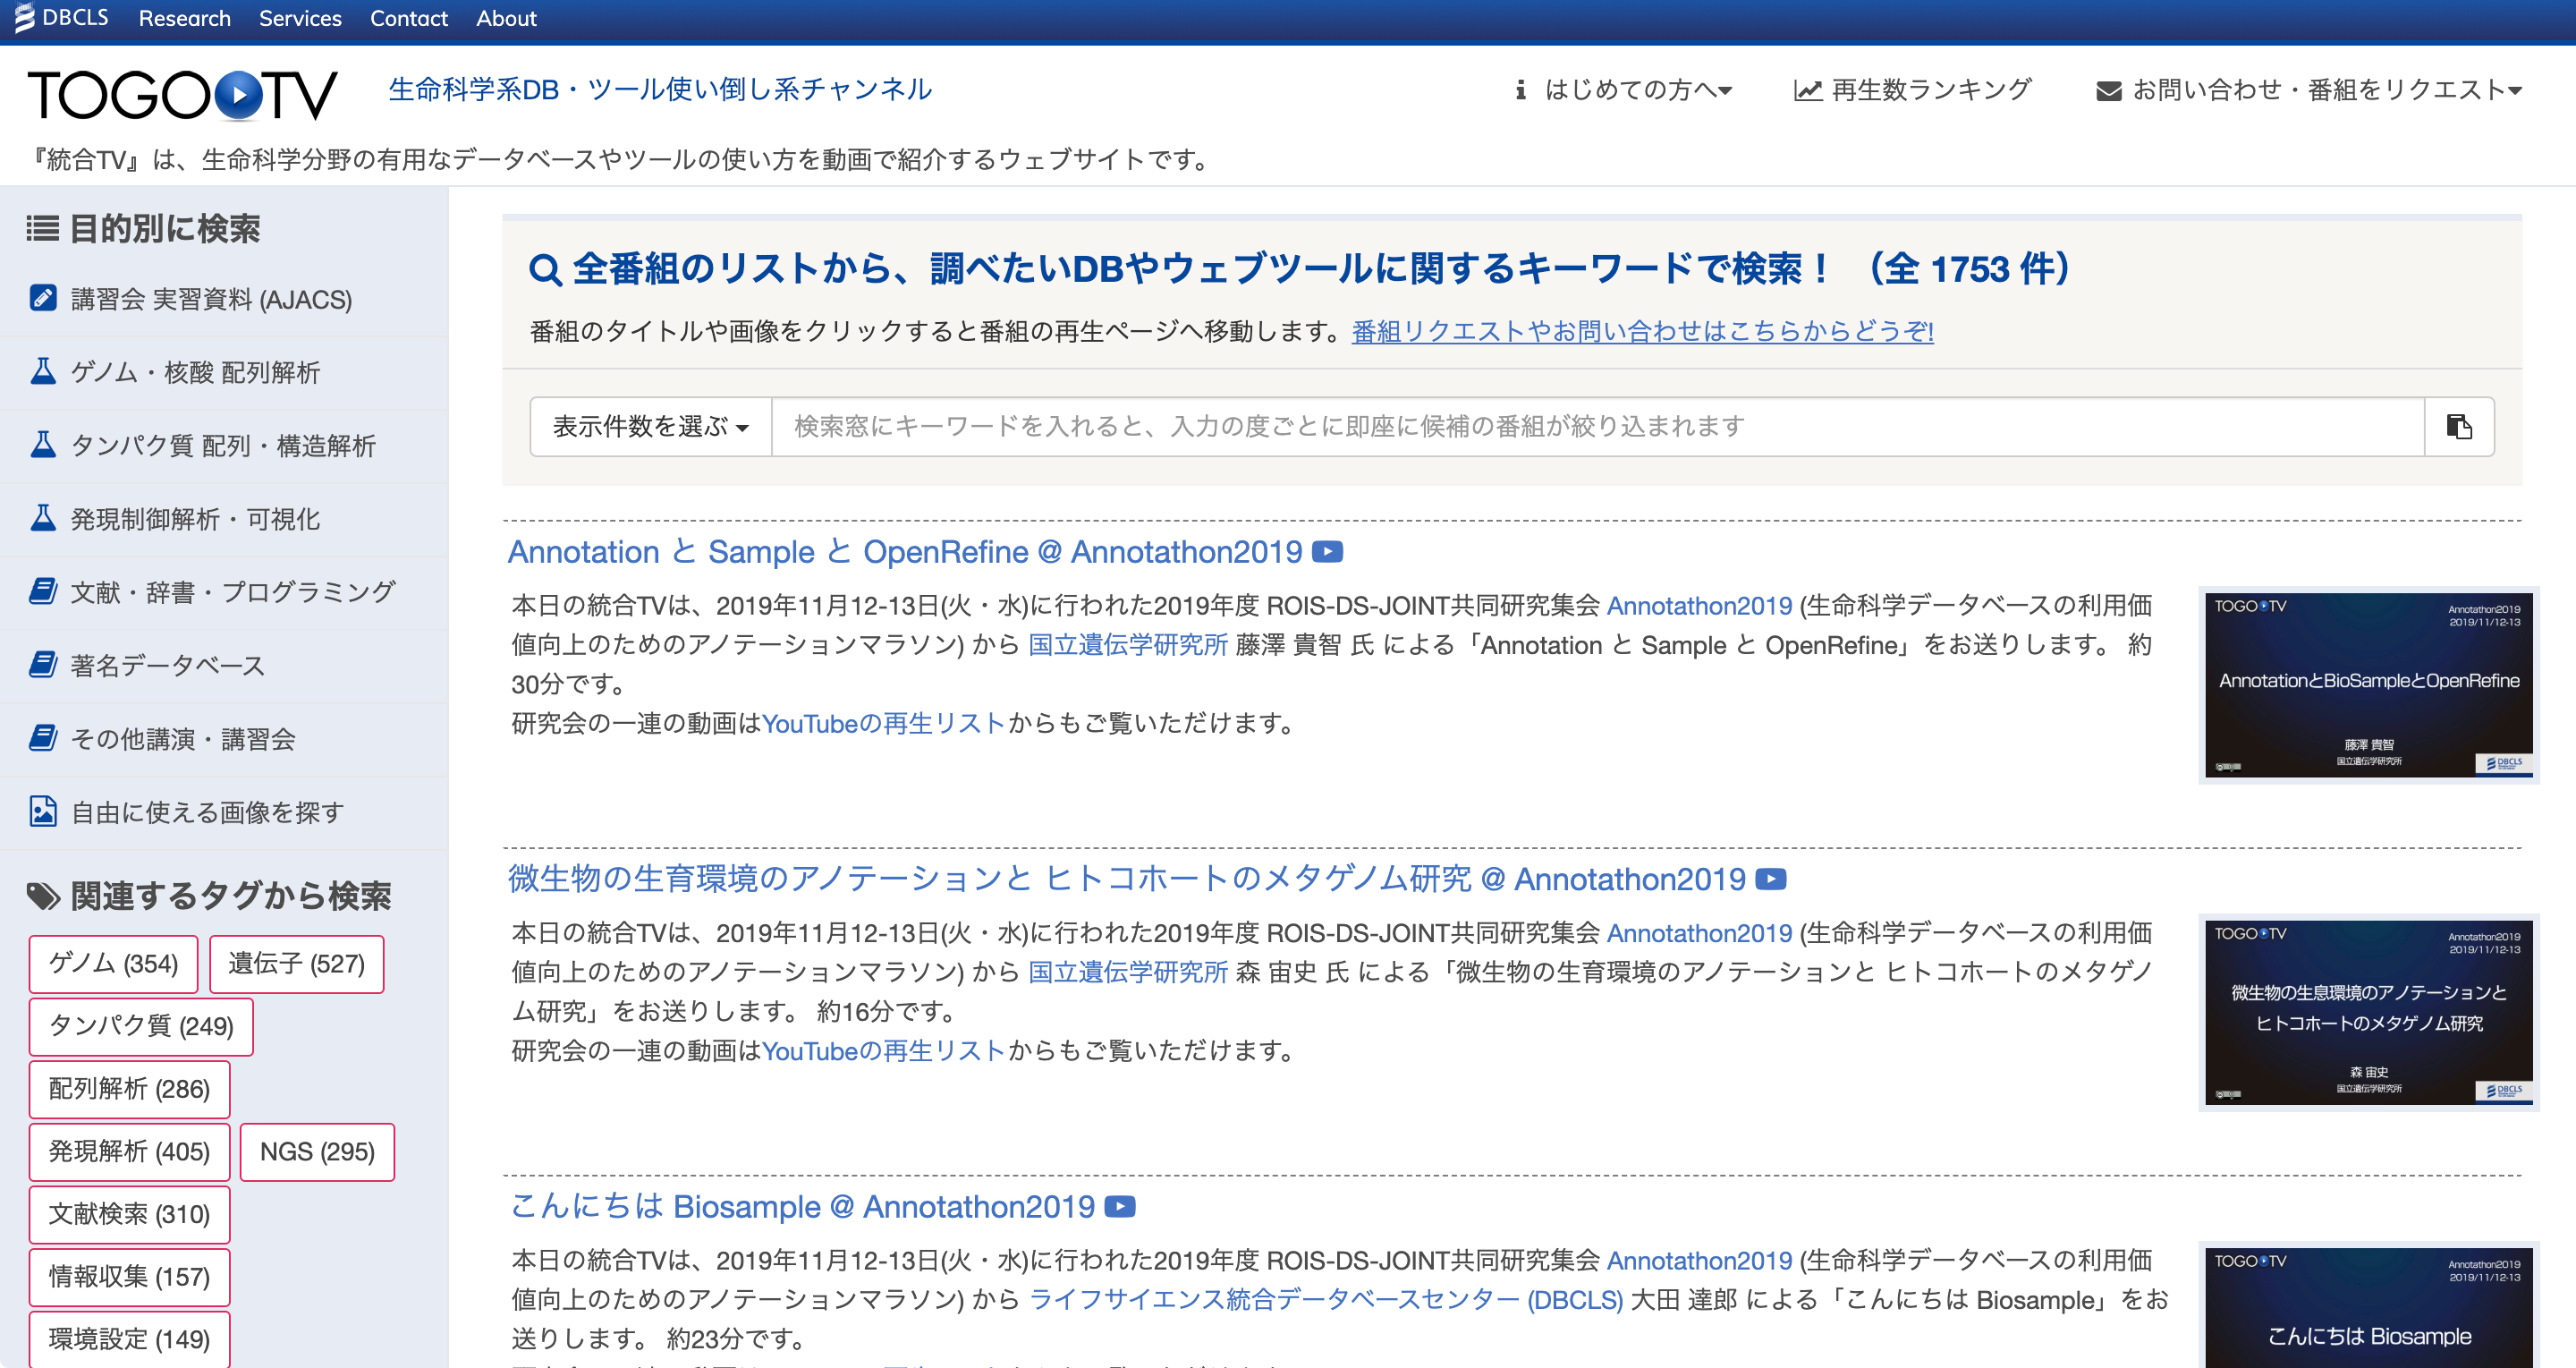 DBCLS Research Services Contact About
TOGO TV 生命科学系DB・ツール使い倒し系チャンネル はじめての方へ 再生数ランキング お問い合わせ・番組をリクエスト
『統合TV』は、生命科学分野の有用なデータベースやツールの使い方を動画で紹介するウェブサイトです。
目的別に検索
講習会 実習資料 (AJACS)
ゲノム・核酸 配列解析
タンパク質 配列・構造解析
発現制御解析・可視化
文献・辞書・プログラミング
著名データベース
その他講演・講習会
自由に使える画像を探す
関連するタグから検索
ゲノム (354) 遺伝子 (527)
タンパク質 (249)
配列解析 (286)
発現解析 (405) NGS (295)
文献検索 (310)
情報収集 (157)
環境設定 (149)
全番組のリストから、調べたいDBやウェブツールに関するキーワードで検索！ （全 1753 件）
番組のタイトルや画像をクリックすると番組の再生ページへ移動します。番組リクエストやお問い合わせはこちらからどうぞ!
表示件数を選ぶ 検索窓にキーワードを入れると、入力の度ごとに即座に候補の番組が絞り込まれます
Annotation と Sample と OpenRefine @ Annotathon2019
本日の統合TVは、2019年11月12-13日(火・水)に行われた2019年度 ROIS-DS-JOINT共同研究集会 Annotathon2019 (生命科学データベースの利用価
値向上のためのアノテーションマラソン) から 国立遺伝学研究所 藤澤 貴智 氏 による「Annotation と Sample と OpenRefine」をお送りします。 約
30分です。
研究会の一連の動画はYouTubeの再生リストからもご覧いただけます。
TOGO TV
Annotathon2019
2019/11/12-13
AnnotationとBioSampleとOpenRefine
藤澤 貴智
国立遺伝学研究所
DBCLS
微生物の生育環境のアノテーションと ヒトコホートのメタゲノム研究 @ Annotathon2019
本日の統合TVは、2019年11月12-13日(火・水)に行われた2019年度 ROIS-DS-JOINT共同研究集会 Annotathon2019 (生命科学データベースの利用価
値向上のためのアノテーションマラソン) から 国立遺伝学研究所 森 宙史 氏 による「微生物の生育環境のアノテーションと ヒトコホートのメタゲノ
ム研究」をお送りします。 約16分です。
研究会の一連の動画はYouTubeの再生リストからもご覧いただけます。
TOGO TV
Annotathon2019
2019/11/12-13
微生物の生息環境のアノテーションと
ヒトコホートのメタゲノム研究
森 宙史
国立遺伝学研究所
DBCLS
こんにちは Biosample @ Annotathon2019
本日の統合TVは、2019年11月12-13日(火・水)に行われた2019年度 ROIS-DS-JOINT共同研究集会 Annotathon2019 (生命科学データベースの利用価
値向上のためのアノテーションマラソン) から ライフサイエンス統合データベースセンター (DBCLS) 大田 達郎 による「こんにちは Biosample」をお
送りします。 約23分です。
TOGO TV
Annotathon2019
2019/11/12-13
こんにちは Biosample